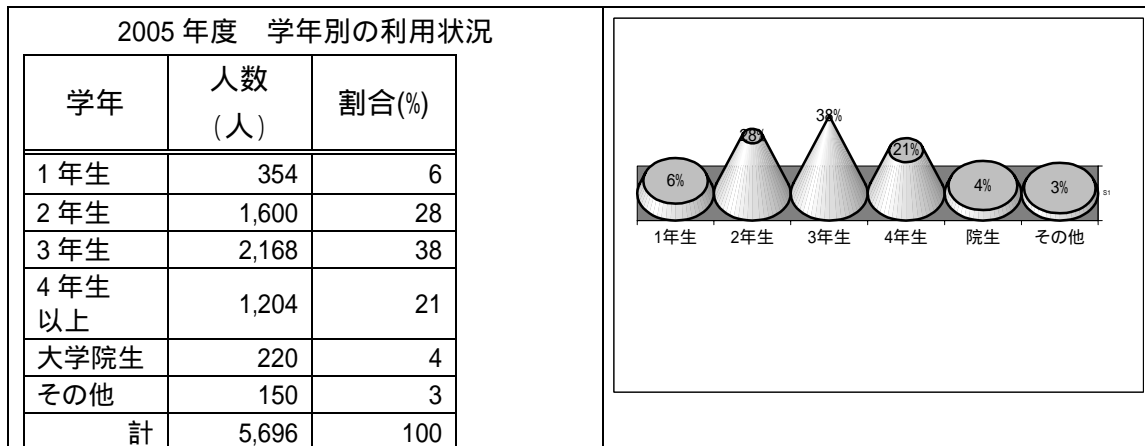 2005 年度　学年別の利用状況
学年 人数（人） 割合(%)
1 年生 354 6
2 年生 1,600 28
3 年生 2,168 38
4 年生以上 1,204 21
大学院生 220 4
その他 150 3
計 5,696 100
6% 28% 38% 21% 4% 3%
S1
1年生 2年生 3年生 4年生 院生 その他